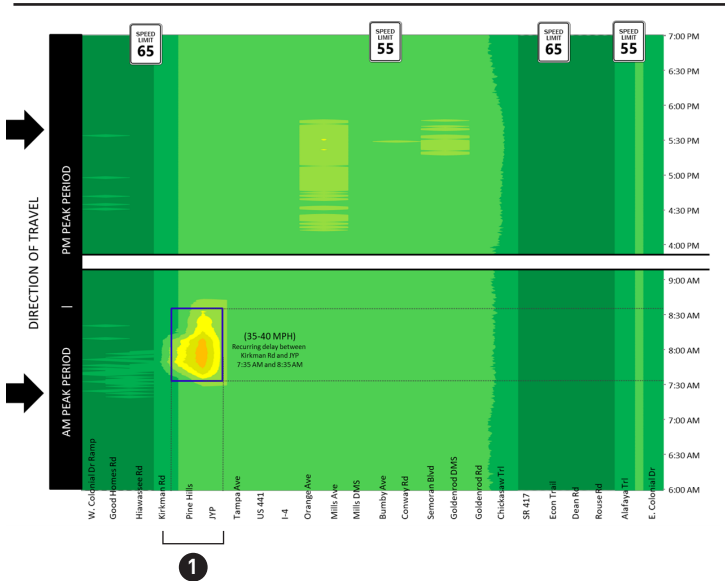 SPEED
LIMIT
65
SPEED
LIMIT
55
SPEED
LIMIT
65
SPEED
LIMIT
55
DIRECTION OF TRAVEL
PM PEAK PERIOD
|
AM PEAK PERIOD
7:00 PM
6:30 PM
6:00 PM
5:30 PM
5:00 PM
4:30 PM
4:00 PM
9:00 AM
8:30 AM
8:00 AM
7:30 AM
7:00 AM
6:30 AM
6:00 AM
(35-40 MPH)
Recurring delay between
Kirkman Rd and JYP
7:35 AM and 8:35 AM
W. Colonial Dr Ramp
Good Homes Rd
Hiawassee Rd
Kirkman Rd
Pine Hills
JYP
Tampa Ave
US 441
I-4
Orange Ave
Mills Ave
Mills DMS
Bumby Ave
Conway Rd
Semoran Blvd
Goldenrod DMS
Goldenrod Rd
Chickasaw Trl
SR 417
Econ Trail
Dean Rd
Rouse Rd
Alafaya Trl
E. Colonial Dr
1